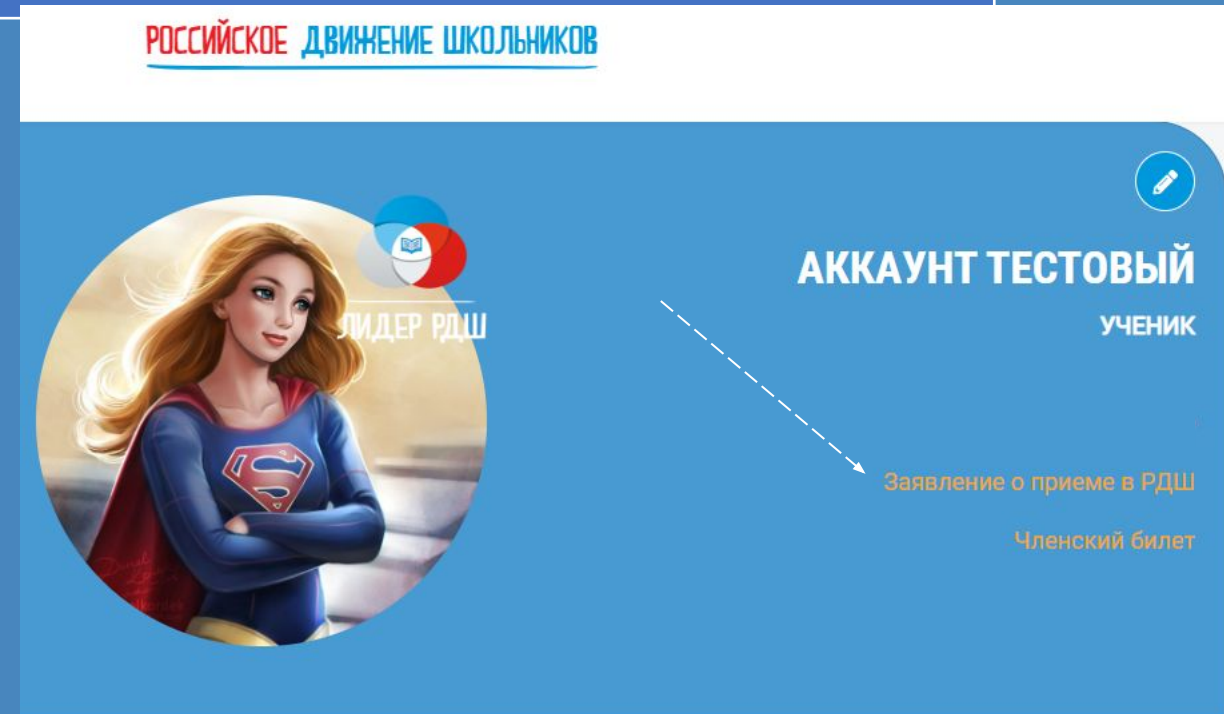 РОССИЙСКОЕ ДВИЖЕНИЕ ШКОЛЬНИКОВ
ЛИДЕР РДШ
АККАУНТ ТЕСТОВЫЙ
УЧЕНИК
Заявление о приеме в РДШ
Членский билет